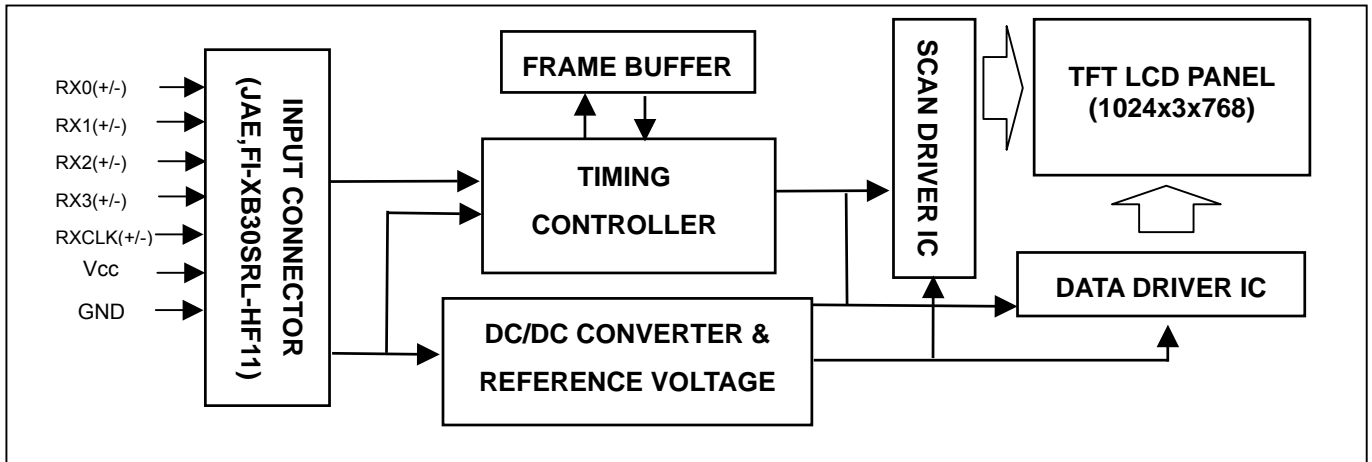 RX0(+/-)
RX1(+/-)
RX2(+/-)
RX3(+/-)
RXCLK(+/-)
Vcc
GND
INPUT CONNECTOR
(JAE,FI-XB30SRL-HF11)
FRAME BUFFER
TIMING
CONTROLLER
DC/DC CONVERTER &
REFERENCE VOLTAGE
SCAN DRIVER IC
TFT LCD PANEL
(1024x3x768)
DATA DRIVER IC